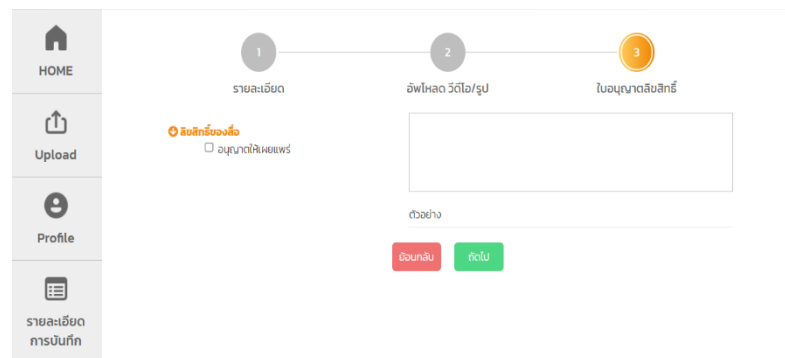 HOME
Upload
Profile
รายละเอียด
การบันทึก
1
2
3
รายละเอียด
อัพโหลด วีดีโอ/รูป
ใบอนุญาตลิขสิทธิ์
ลิขสิทธิ์ของสื่อ
อนุญาตให้เผยแพร่
ตัวอย่าง
ย้อนกลับ
ถัดไป